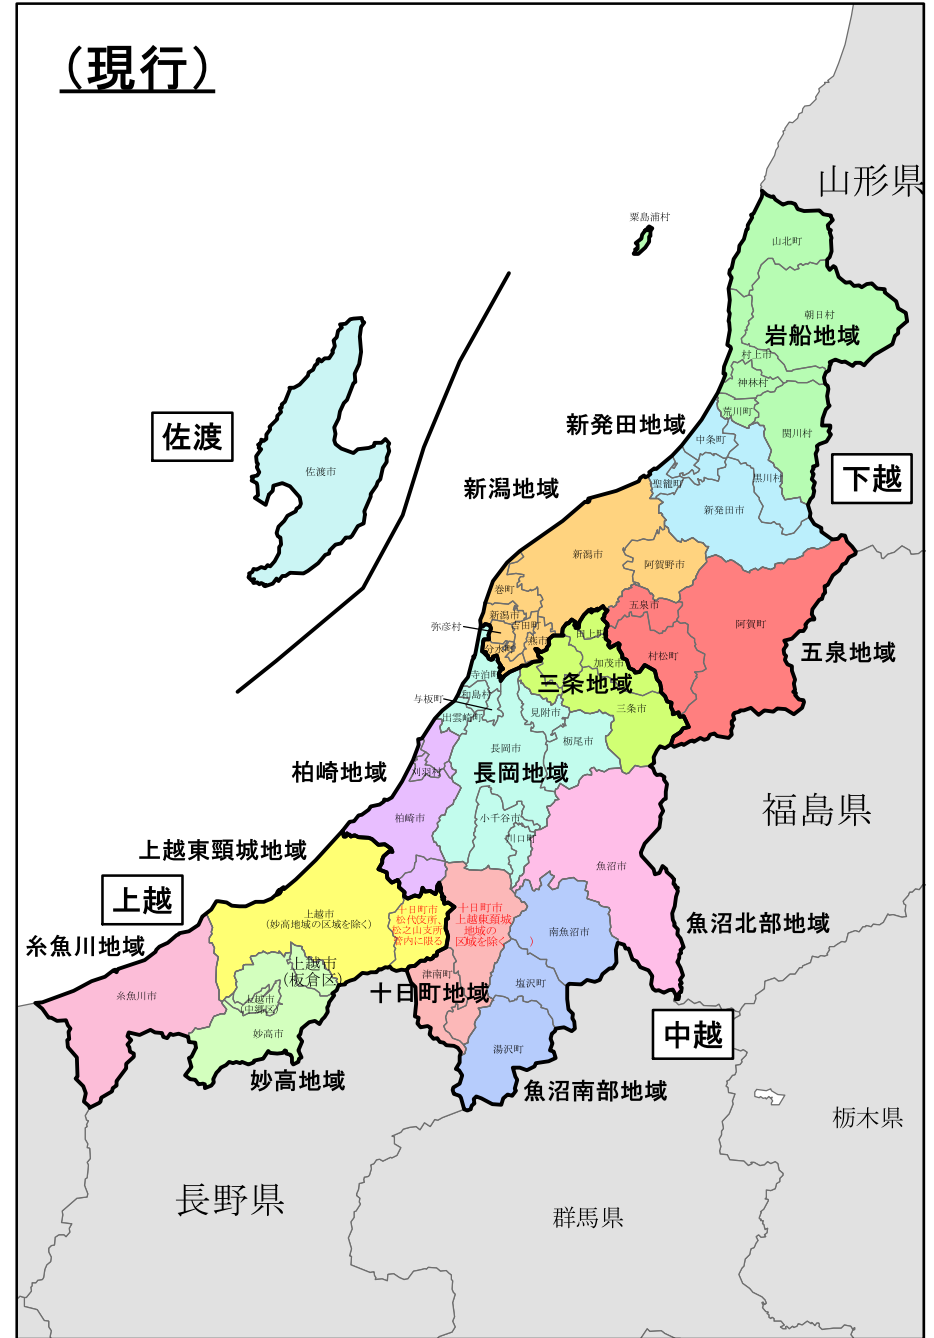 (現行)
山形県
粟島浦村
山北町
朝日村
岩船地域
村上市
神林村
荒川町
関川村
新発田地域
中条町
佐渡
佐渡市
下越
黒川村
聖籠町
新潟地域
新発田市
新潟市
阿賀野市
巻町
五泉市
新潟市
吉田町
阿賀町
弥彦村
田上町
燕市
分水町
村松町
五泉地域
加茂市
寺泊町
三条地域
和島村
与板町
三条市
見附市
出雲崎町
栃尾市
長岡市
柏崎地域
刈羽村
長岡地域
福島県
柏崎市
小千谷市
川口町
上越東頸城地域
魚沼市
上越
上越市
(妙高地域の区域を除く)
十日町市
松代支所、
松之山支所
管内に限る
十日町市
上越東頸城
地域の
区域を除く )
魚沼北部地域
南魚沼市
糸魚川地域
上越市
(板倉区)
津南町
塩沢町
十日町地域
糸魚川市
上越市
(中郷区)
妙高市
中越
湯沢町
妙高地域
魚沼南部地域
栃木県
長野県
群馬県